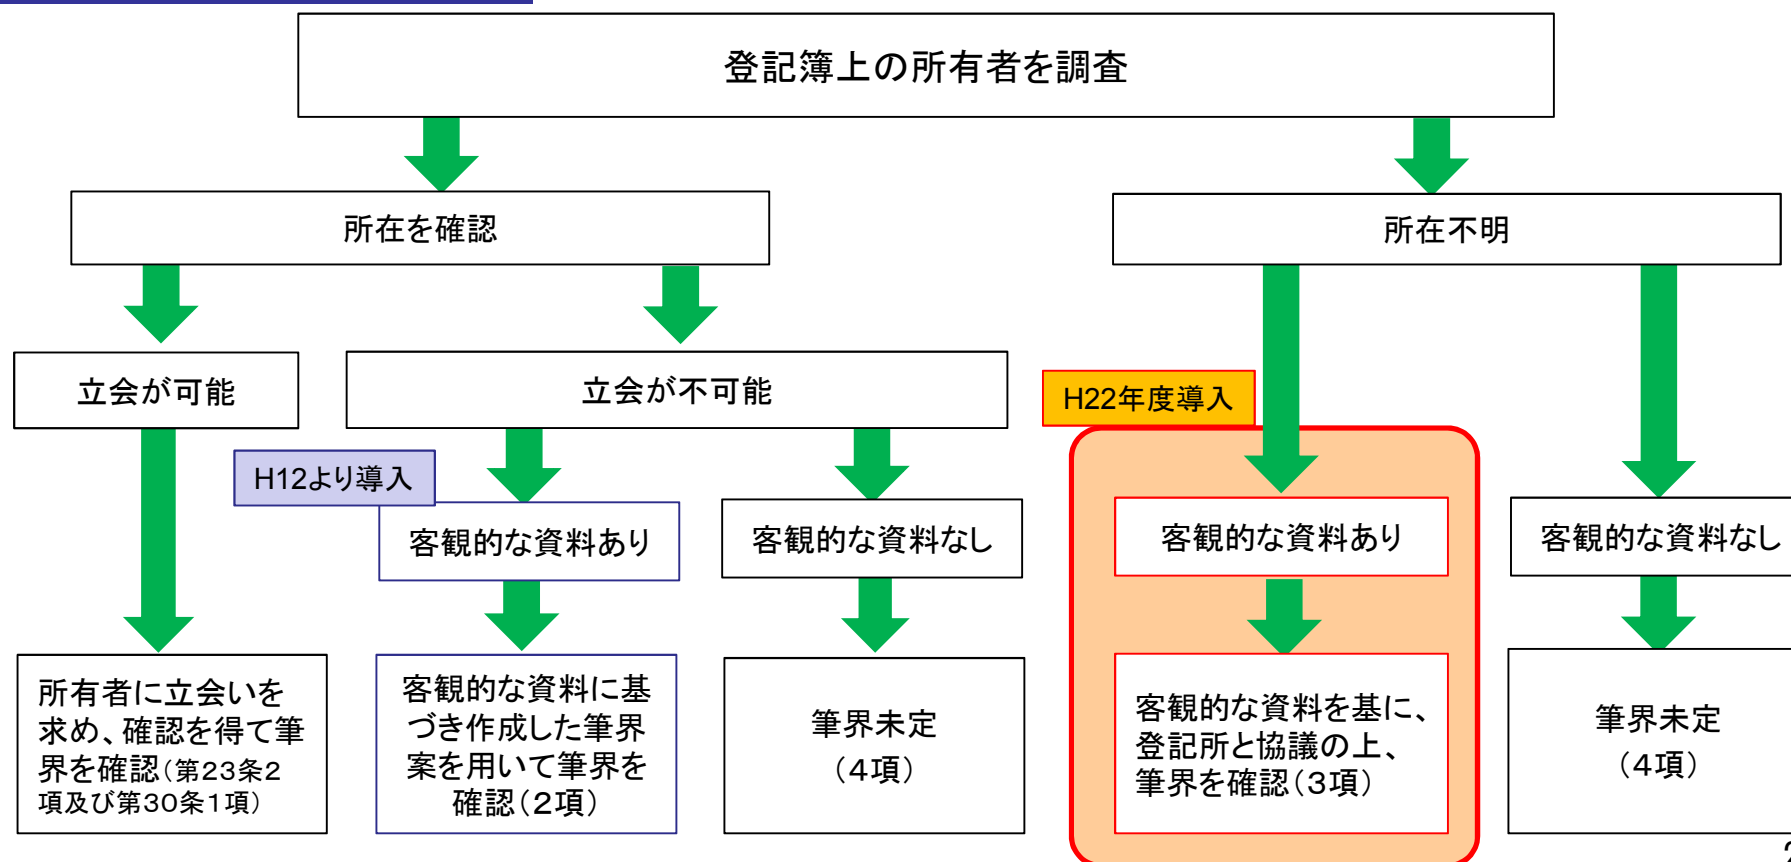 登記簿上の所有者を調査
所在を確認
所在不明
立会が可能
立会が不可能
H22年度導入
H12より導入
客観的な資料あり
客観的な資料なし
客観的な資料あり
客観的な資料なし
所有者に立会いを
求め、確認を得て筆
界を確認(第23条2
項及び第30条1項)
客観的な資料に基
づき作成した筆界
案を用いて筆界を
確認(2項)
筆界未定
(4項)
客観的な資料を基に、
登記所と協議の上、
筆界を確認(3項)
筆界未定
(4項)